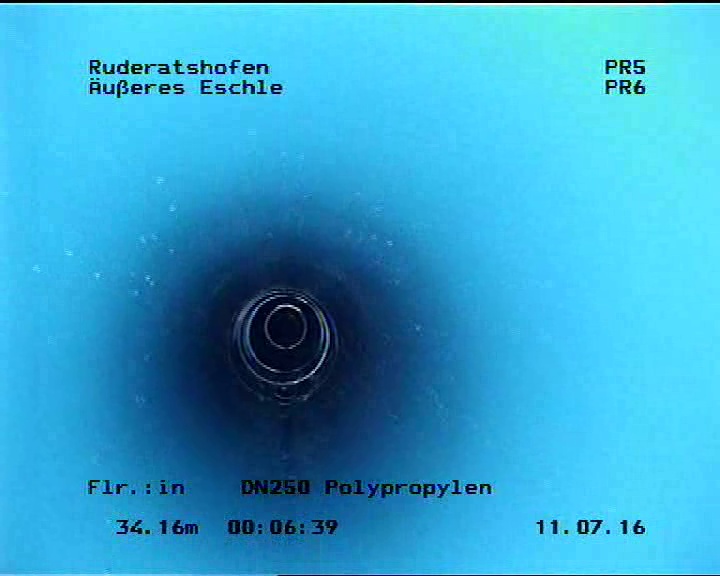 Ruderatshofen PR5
Äußeres Eschle PR6
Flr.:in DN250 Polypropylen
34.16m 00:06:39 11.07.16